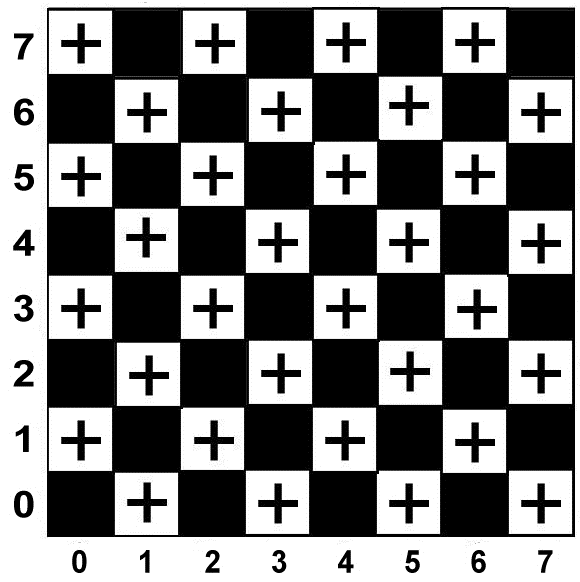 7 + + + +
6 + + + +
5 + + + +
4 + + + +
3 + + + +
2 + + + +
1 + + + +
0 + + + +
0 1 2 3 4 5 6 7